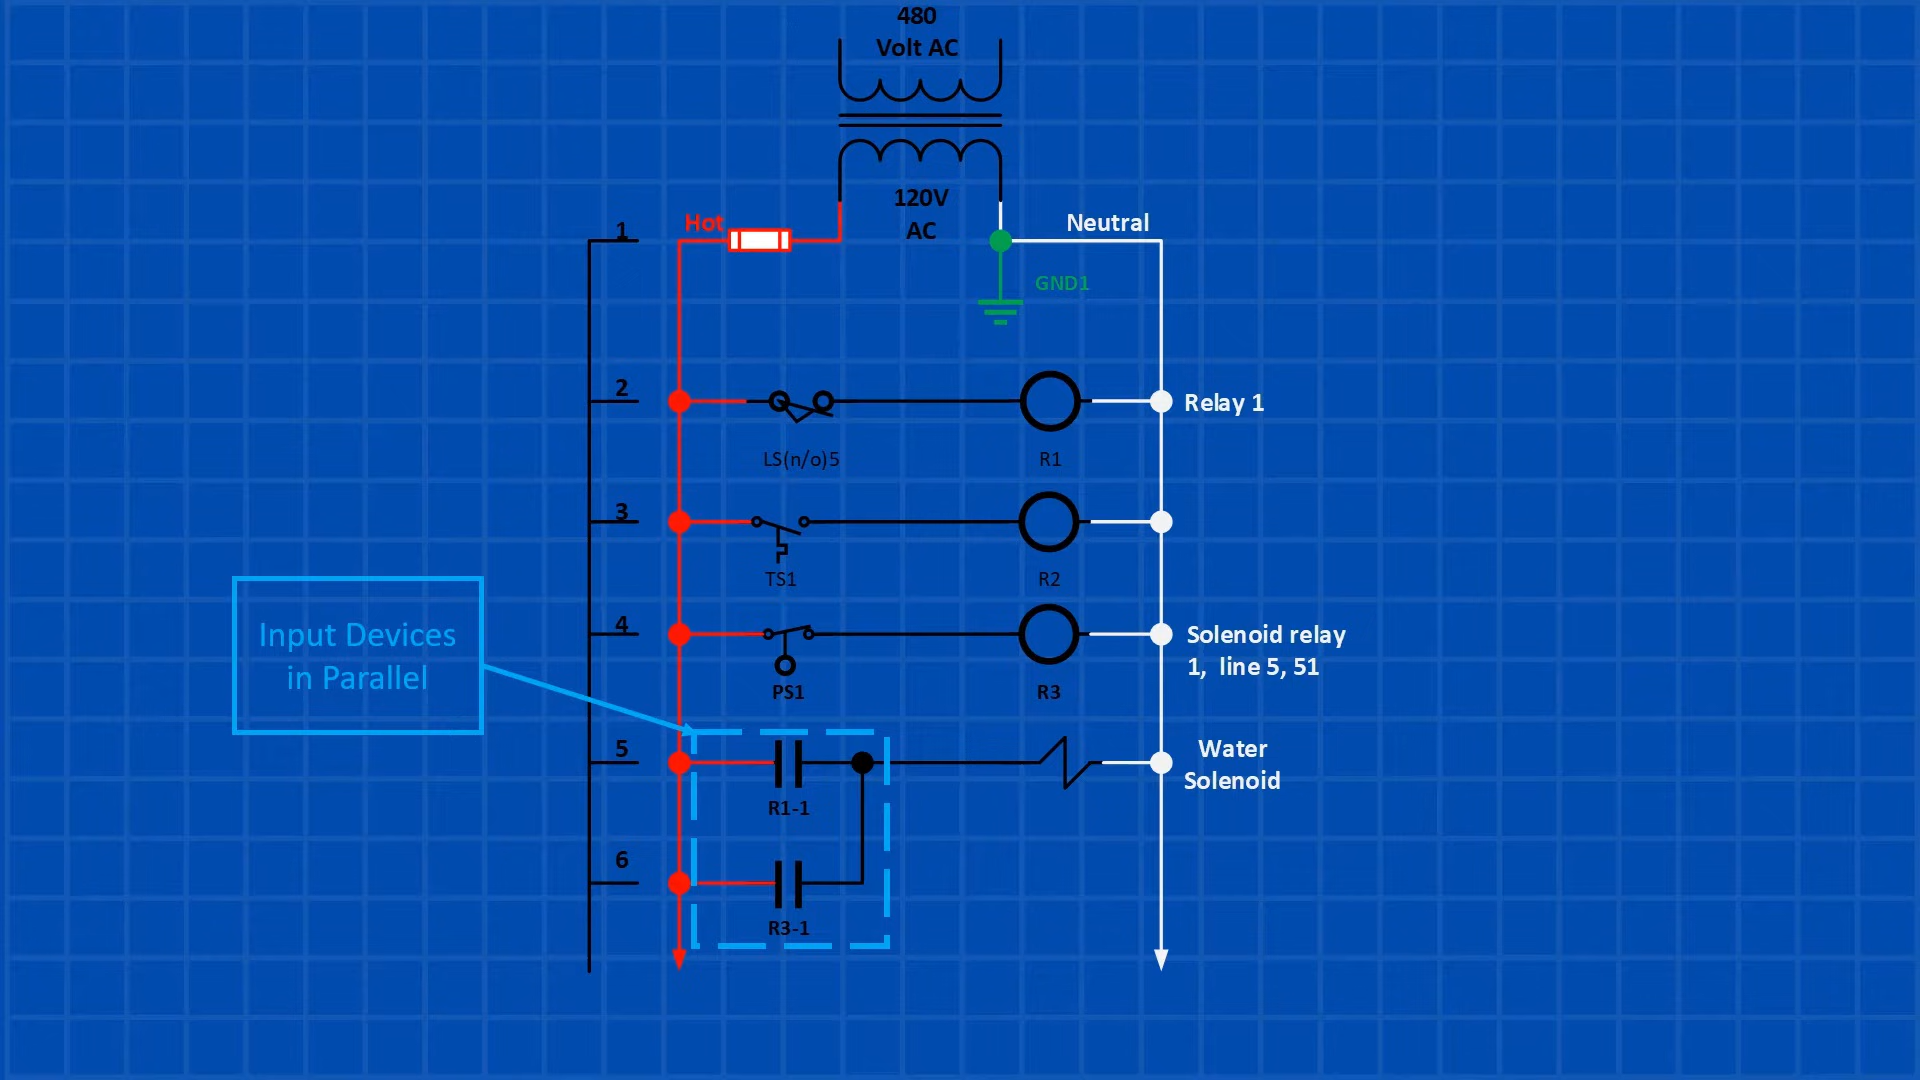 480
Volt AC
120V
AC
Hot
Neutral
GND1
1
2
Relay 1
LS(n/o)5
R1
3
TS1
R2
4
Solenoid relay
1,  line 5, 51
PS1
R3
Input Devices
in Parallel
5
Water
Solenoid
R1-1
6
R3-1